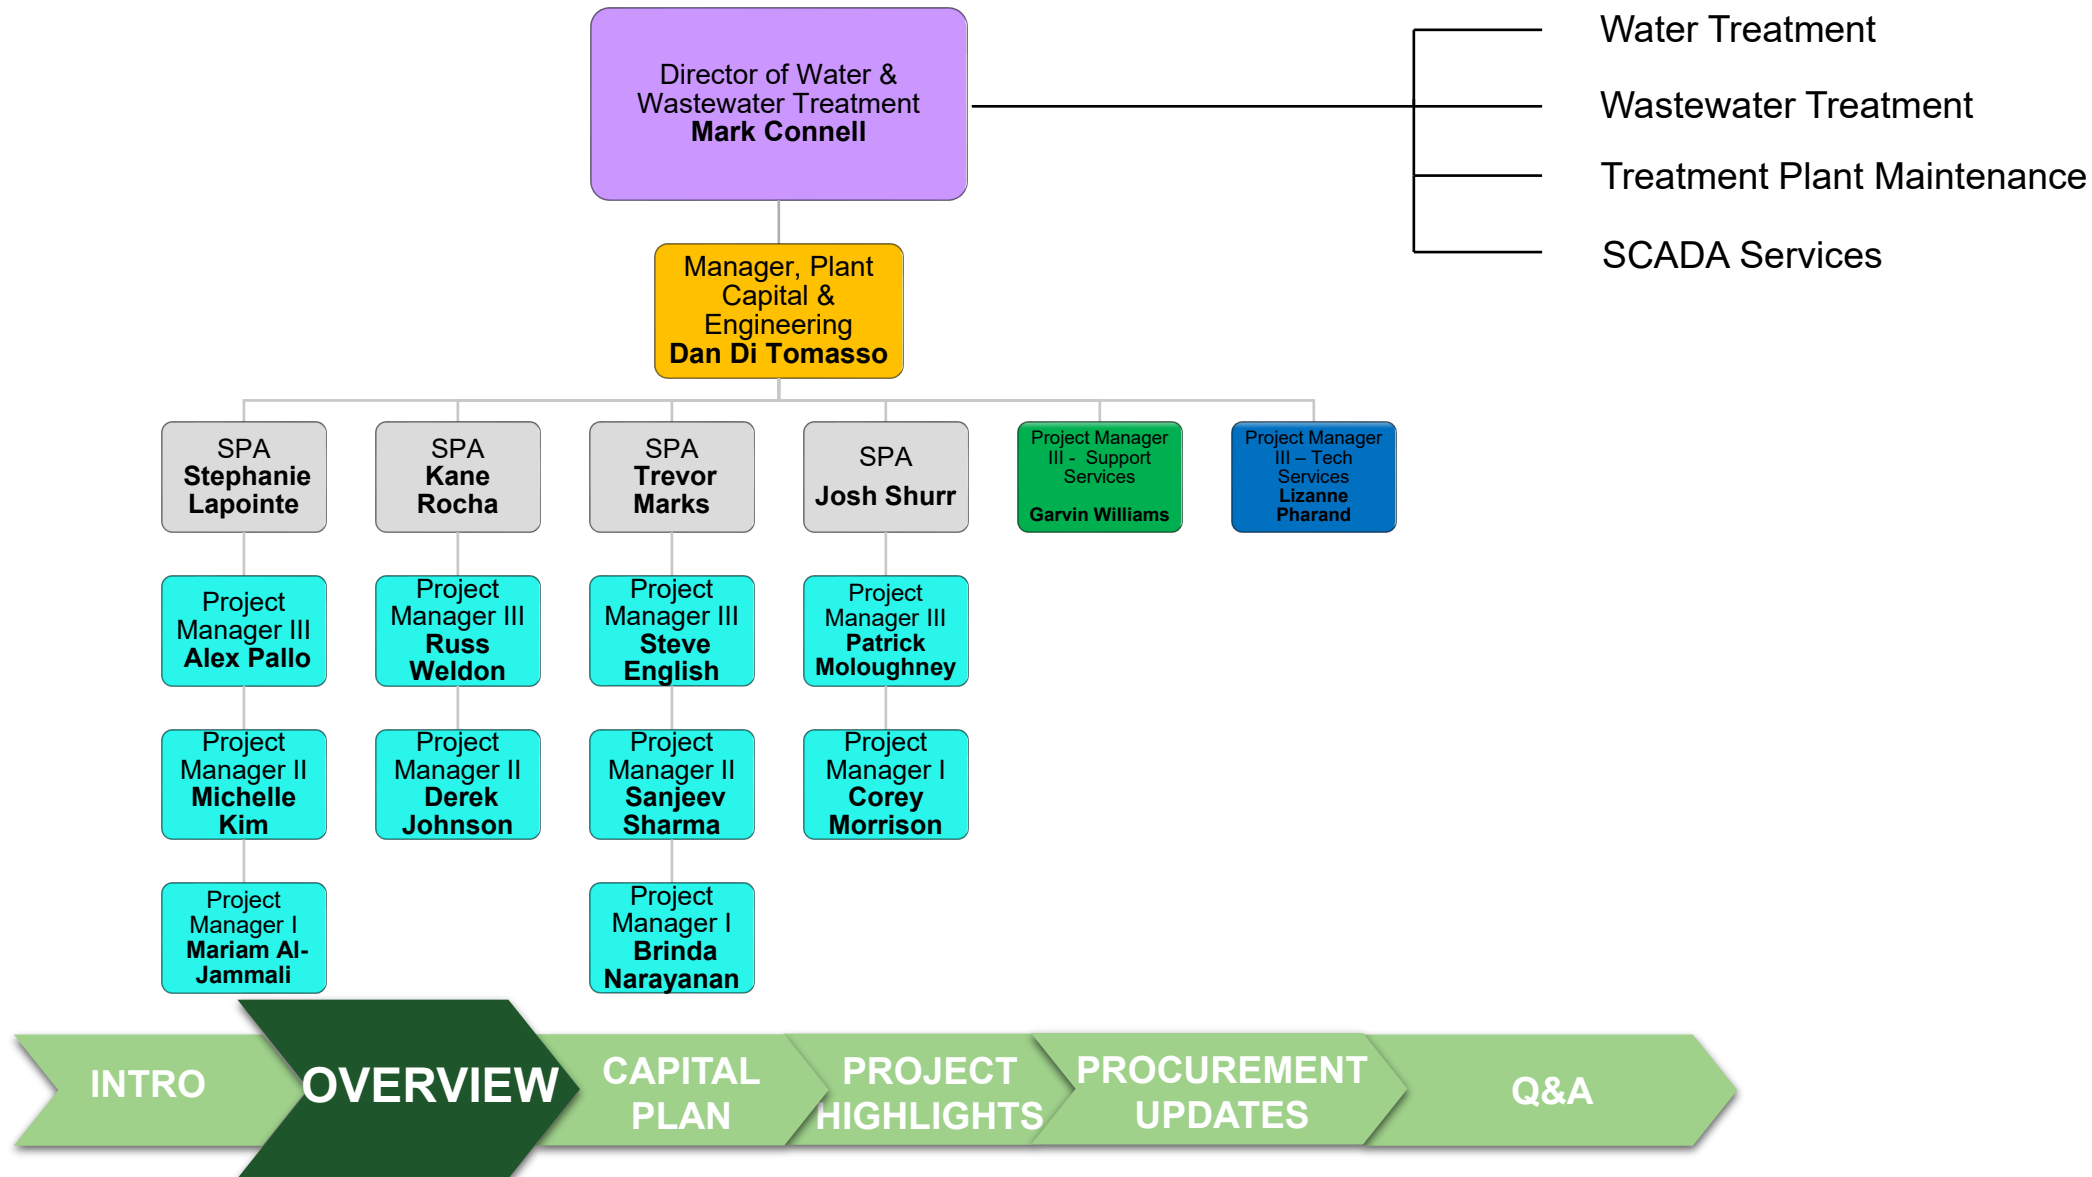 Director of Water &
Wastewater Treatment
Mark Connell
Water Treatment
Wastewater Treatment
Treatment Plant Maintenance
SCADA Services
Manager, Plant
Capital &
Engineering
Dan Di Tomasso
SPA
Stephanie
Lapointe
SPA
Kane
Rocha
SPA
Trevor
Marks
SPA
Josh Shurr
Project Manager
III - Support
Services
Garvin Williams
Project Manager
III – Tech
Services
Lizanne
Pharand
Project
Manager III
Alex Pallo
Project
Manager III
Russ
Weldon
Project
Manager III
Steve
English
Project
Manager III
Patrick
Moloughney
Project
Manager II
Michelle
Kim
Project
Manager II
Derek
Johnson
Project
Manager II
Sanjeev
Sharma
Project
Manager I
Corey
Morrison
Project
Manager I
Mariam Al-
Jammali
Project
Manager I
Brinda
Narayanan
INTRO
OVERVIEW
CAPITAL
PLAN
PROJECT
HIGHLIGHTS
PROCUREMENT
UPDATES
Q&A